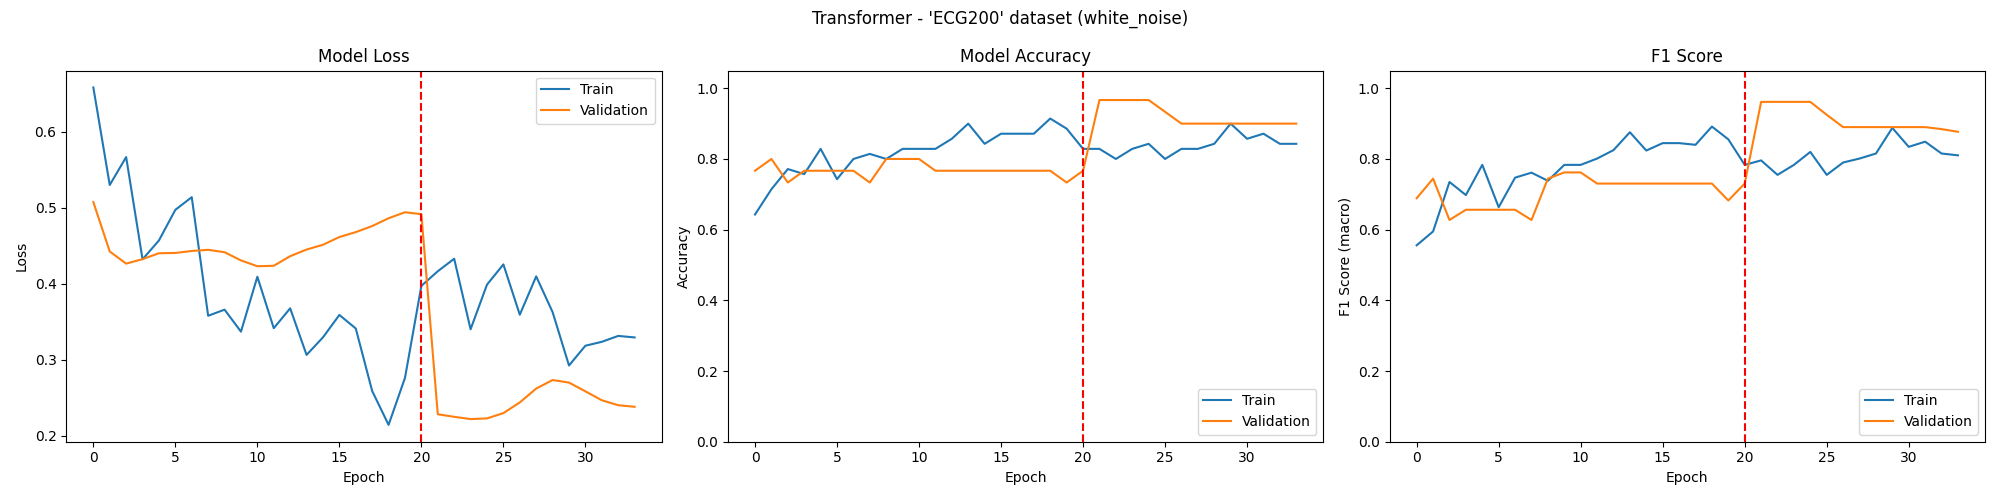 Transformer - 'ECG200' dataset (white_noise)
Model Loss
Loss
0.6
0.5
0.4
0.3
0.2
Train
Validation
0 5 10 15 20 25 30
Epoch
Model Accuracy
Accuracy
1.0
0.8
0.6
0.4
0.2
0.0
Train
Validation
0 5 10 15 20 25 30
Epoch
F1 Score
F1 Score (macro)
1.0
0.8
0.6
0.4
0.2
0.0
Train
Validation
0 5 10 15 20 25 30
Epoch